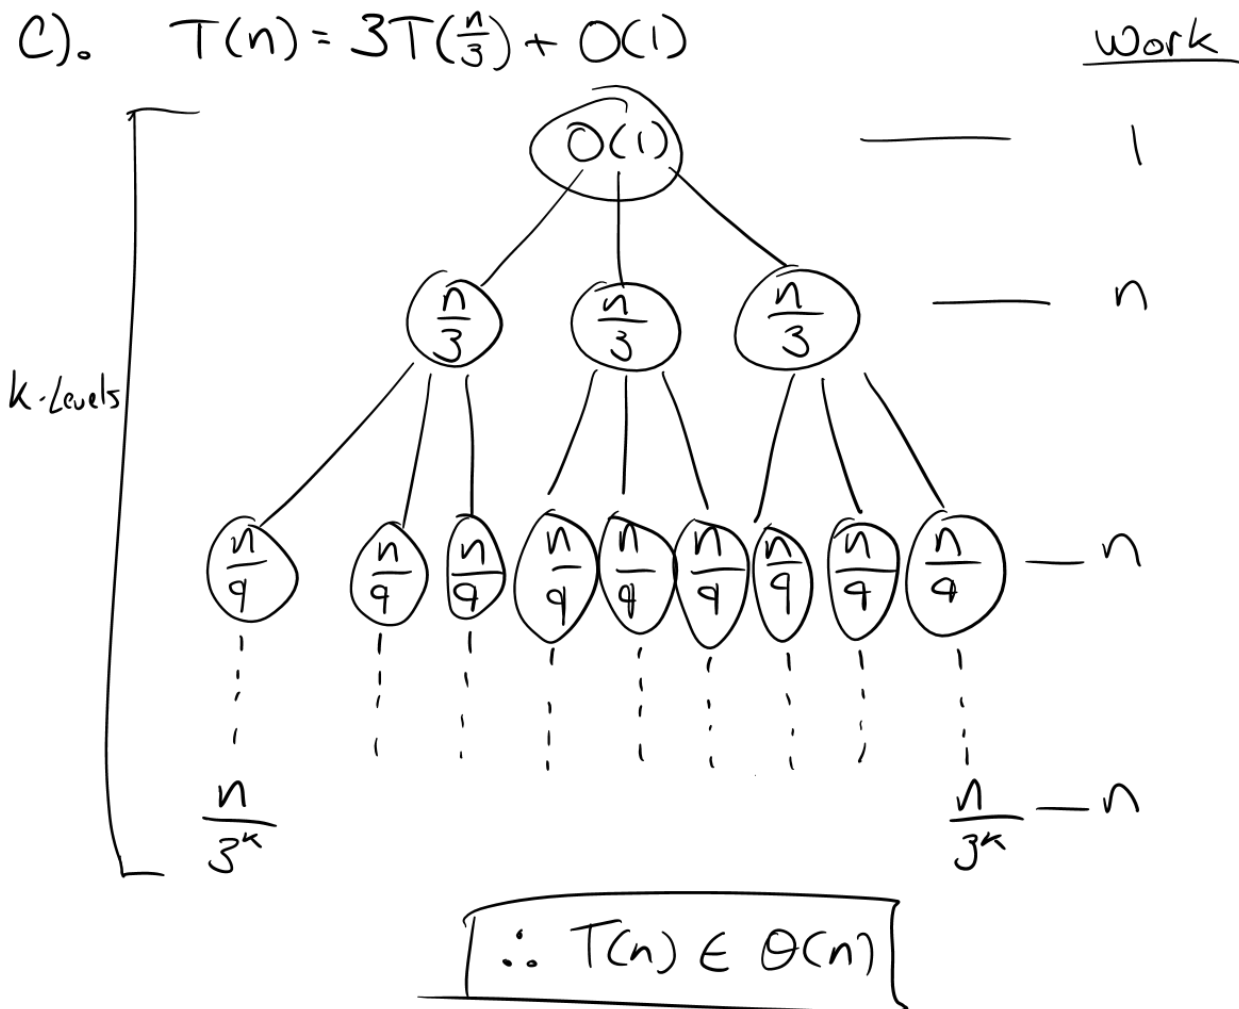 C). T(n) = 3T(n/3) + O(1) Work
O(1) — 1
n/3 n/3 n/3 — n
K-Levels
n/9 n/9 n/9 n/9 n/9 n/9 n/9 n/9 n/9 — n
n/3^k n/3^k — n
∴ T(n) ∈ Θ(n)